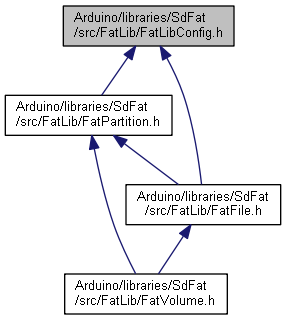 Arduino/libraries/SdFat
/src/FatLib/FatLibConfig.h
Arduino/libraries/SdFat
/src/FatLib/FatPartition.h
Arduino/libraries/SdFat
/src/FatLib/FatFile.h
Arduino/libraries/SdFat
/src/FatLib/FatVolume.h